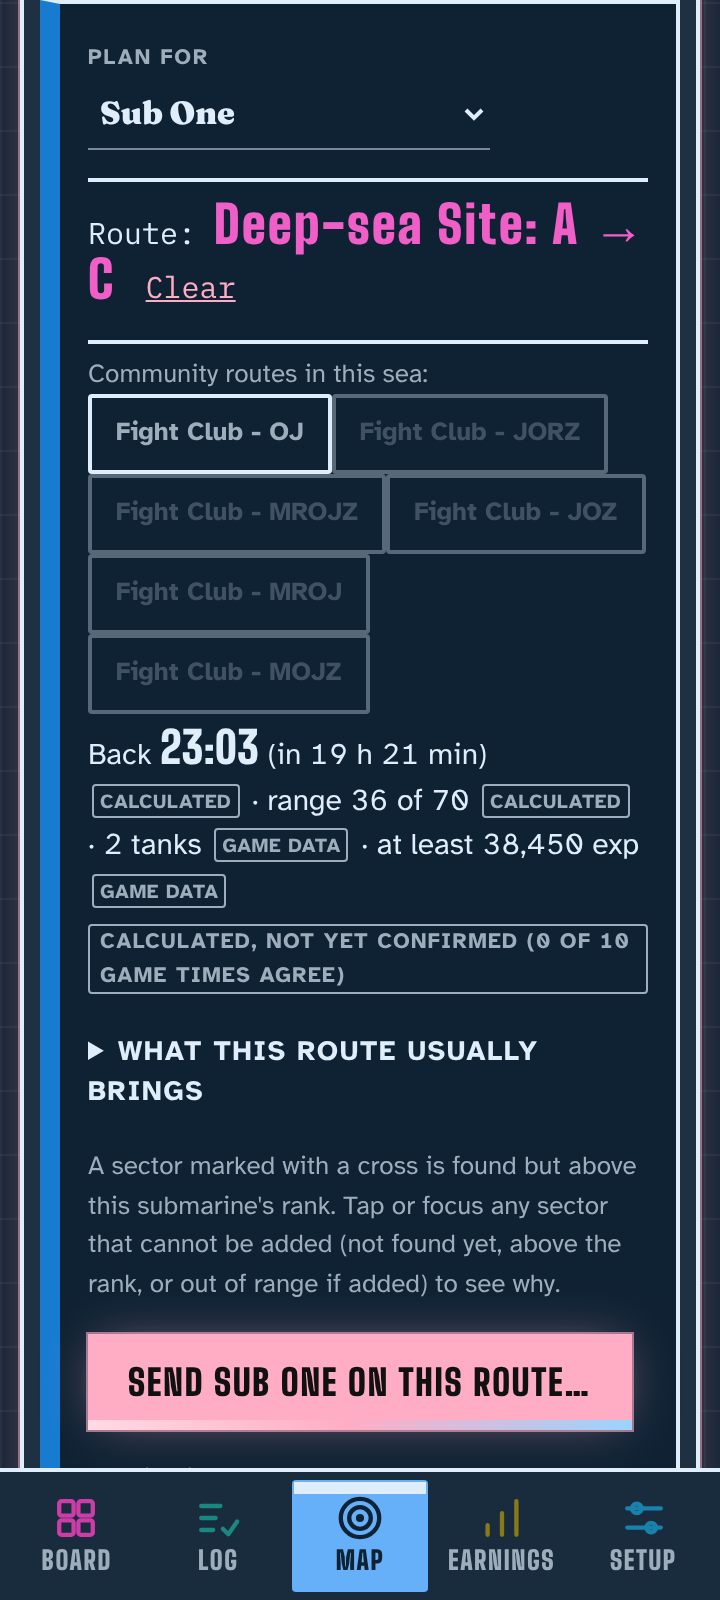 PLAN FOR
Sub One
Route: Deep-sea Site: A →
C Clear
Community routes in this sea:
Fight Club - OJ Fight Club - JORZ
Fight Club - MROJZ Fight Club - JOZ
Fight Club - MROJ
Fight Club - MOJZ
Back 23:03 (in 19 h 21 min)
CALCULATED · range 36 of 70 CALCULATED
· 2 tanks GAME DATA · at least 38,450 exp
GAME DATA
CALCULATED, NOT YET CONFIRMED (0 OF 10
GAME TIMES AGREE)
▶ WHAT THIS ROUTE USUALLY
BRINGS
A sector marked with a cross is found but above
this submarine's rank. Tap or focus any sector
that cannot be added (not found yet, above the
rank, or out of range if added) to see why.
SEND SUB ONE ON THIS ROUTE...
BOARD LOG MAP EARNINGS SETUP